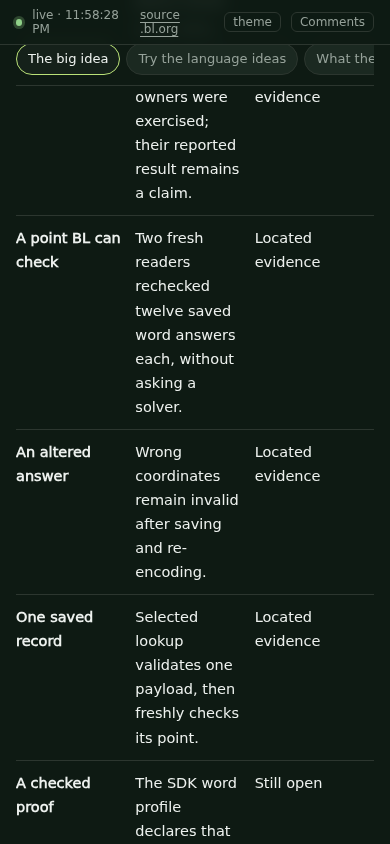 live · 11:58:28 PM
source
.bl.org
theme
Comments
The big idea
Try the language ideas
What the
owners were exercised; their reported result remains a claim.
evidence
A point BL can check
Two fresh readers rechecked twelve saved word answers each, without asking a solver.
Located evidence
An altered answer
Wrong coordinates remain invalid after saving and re-encoding.
Located evidence
One saved record
Selected lookup validates one payload, then freshly checks its point.
Located evidence
A checked proof
The SDK word profile declares that
Still open